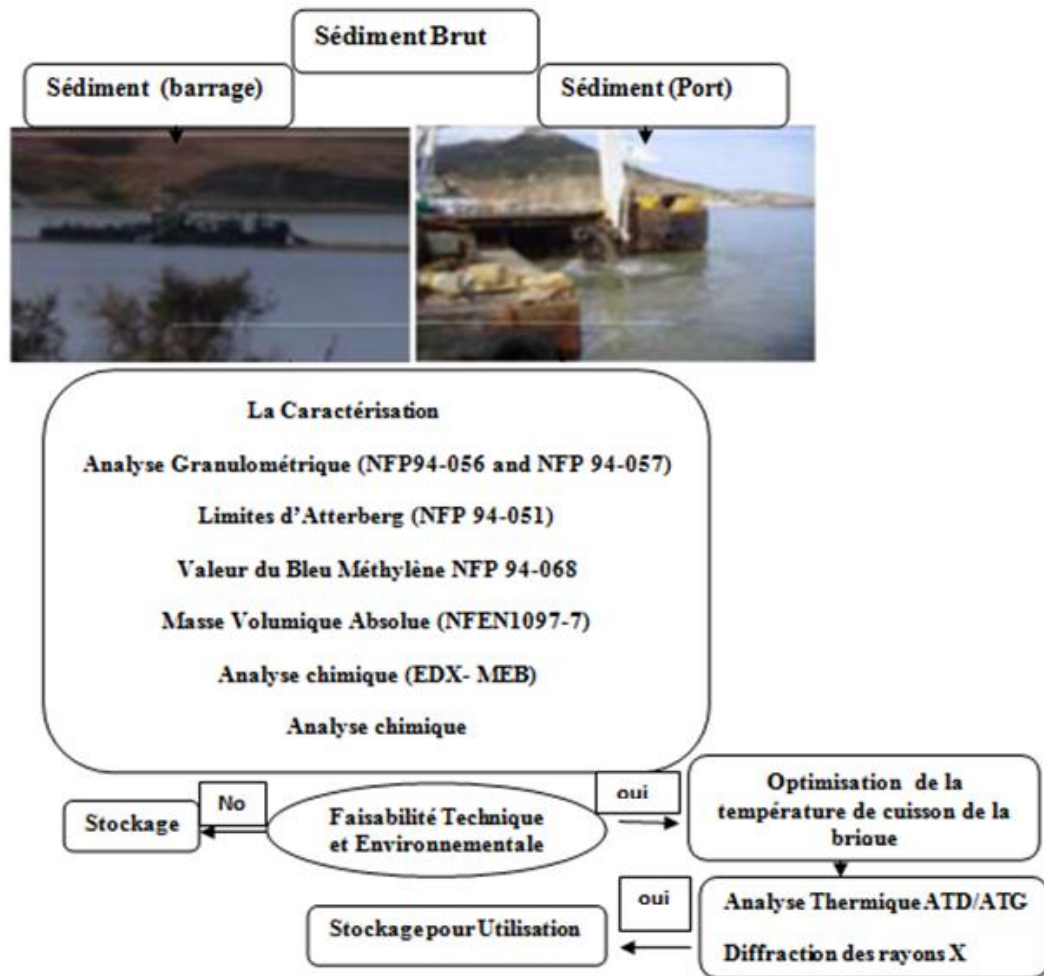 Sédiment Brut
Sédiment (barrage)
Sédiment (Port)
La Caractérisation
Analyse Granulométrique (NFP94-056 and NFP 94-057)
Limites d'Atterberg (NFP 94-051)
Valeur du Bleu Méthylène NFP 94-068
Masse Volumique Absolue (NFEN1097-7)
Analyse chimique (EDX- MEB)
Analyse chimique
No
oui
Stockage
Faisabilité Technique
et Environnementale
Optimisation de la
température de cuisson de la
brique
oui
Analyse Thermique ATD/ATG
Diffraction des rayons X
Stockage pour Utilisation